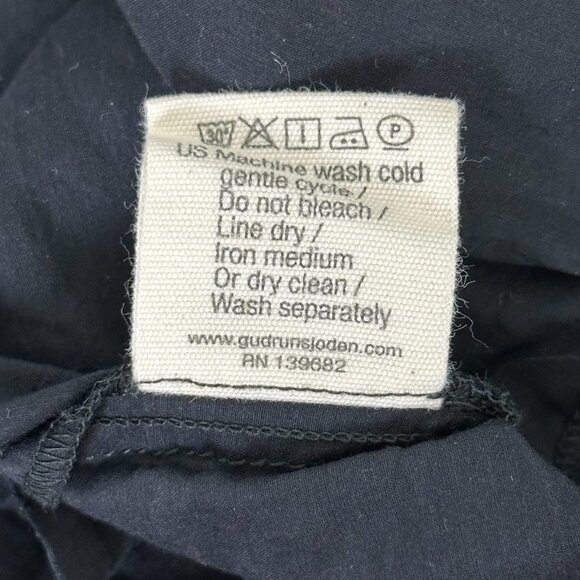 30° P
US Machine wash cold
gentle cycle /
Do not bleach /
Line dry /
Iron medium
Or dry clean /
Wash separately
www.gudrunsjoden.com
RN 139682